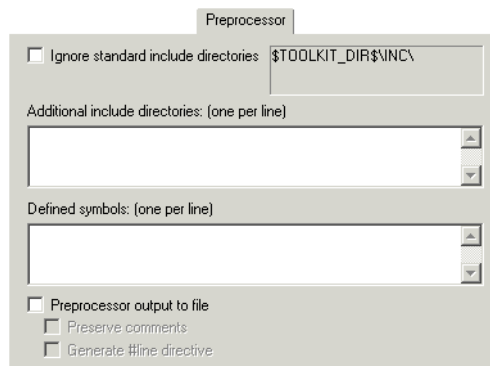 Preprocessor
Ignore standard include directories
$TOOLKIT_DIR$\INC\
Additional include directories: (one per line)
Defined symbols: (one per line)
Preprocessor output to file
Preserve comments
Generate #line directive